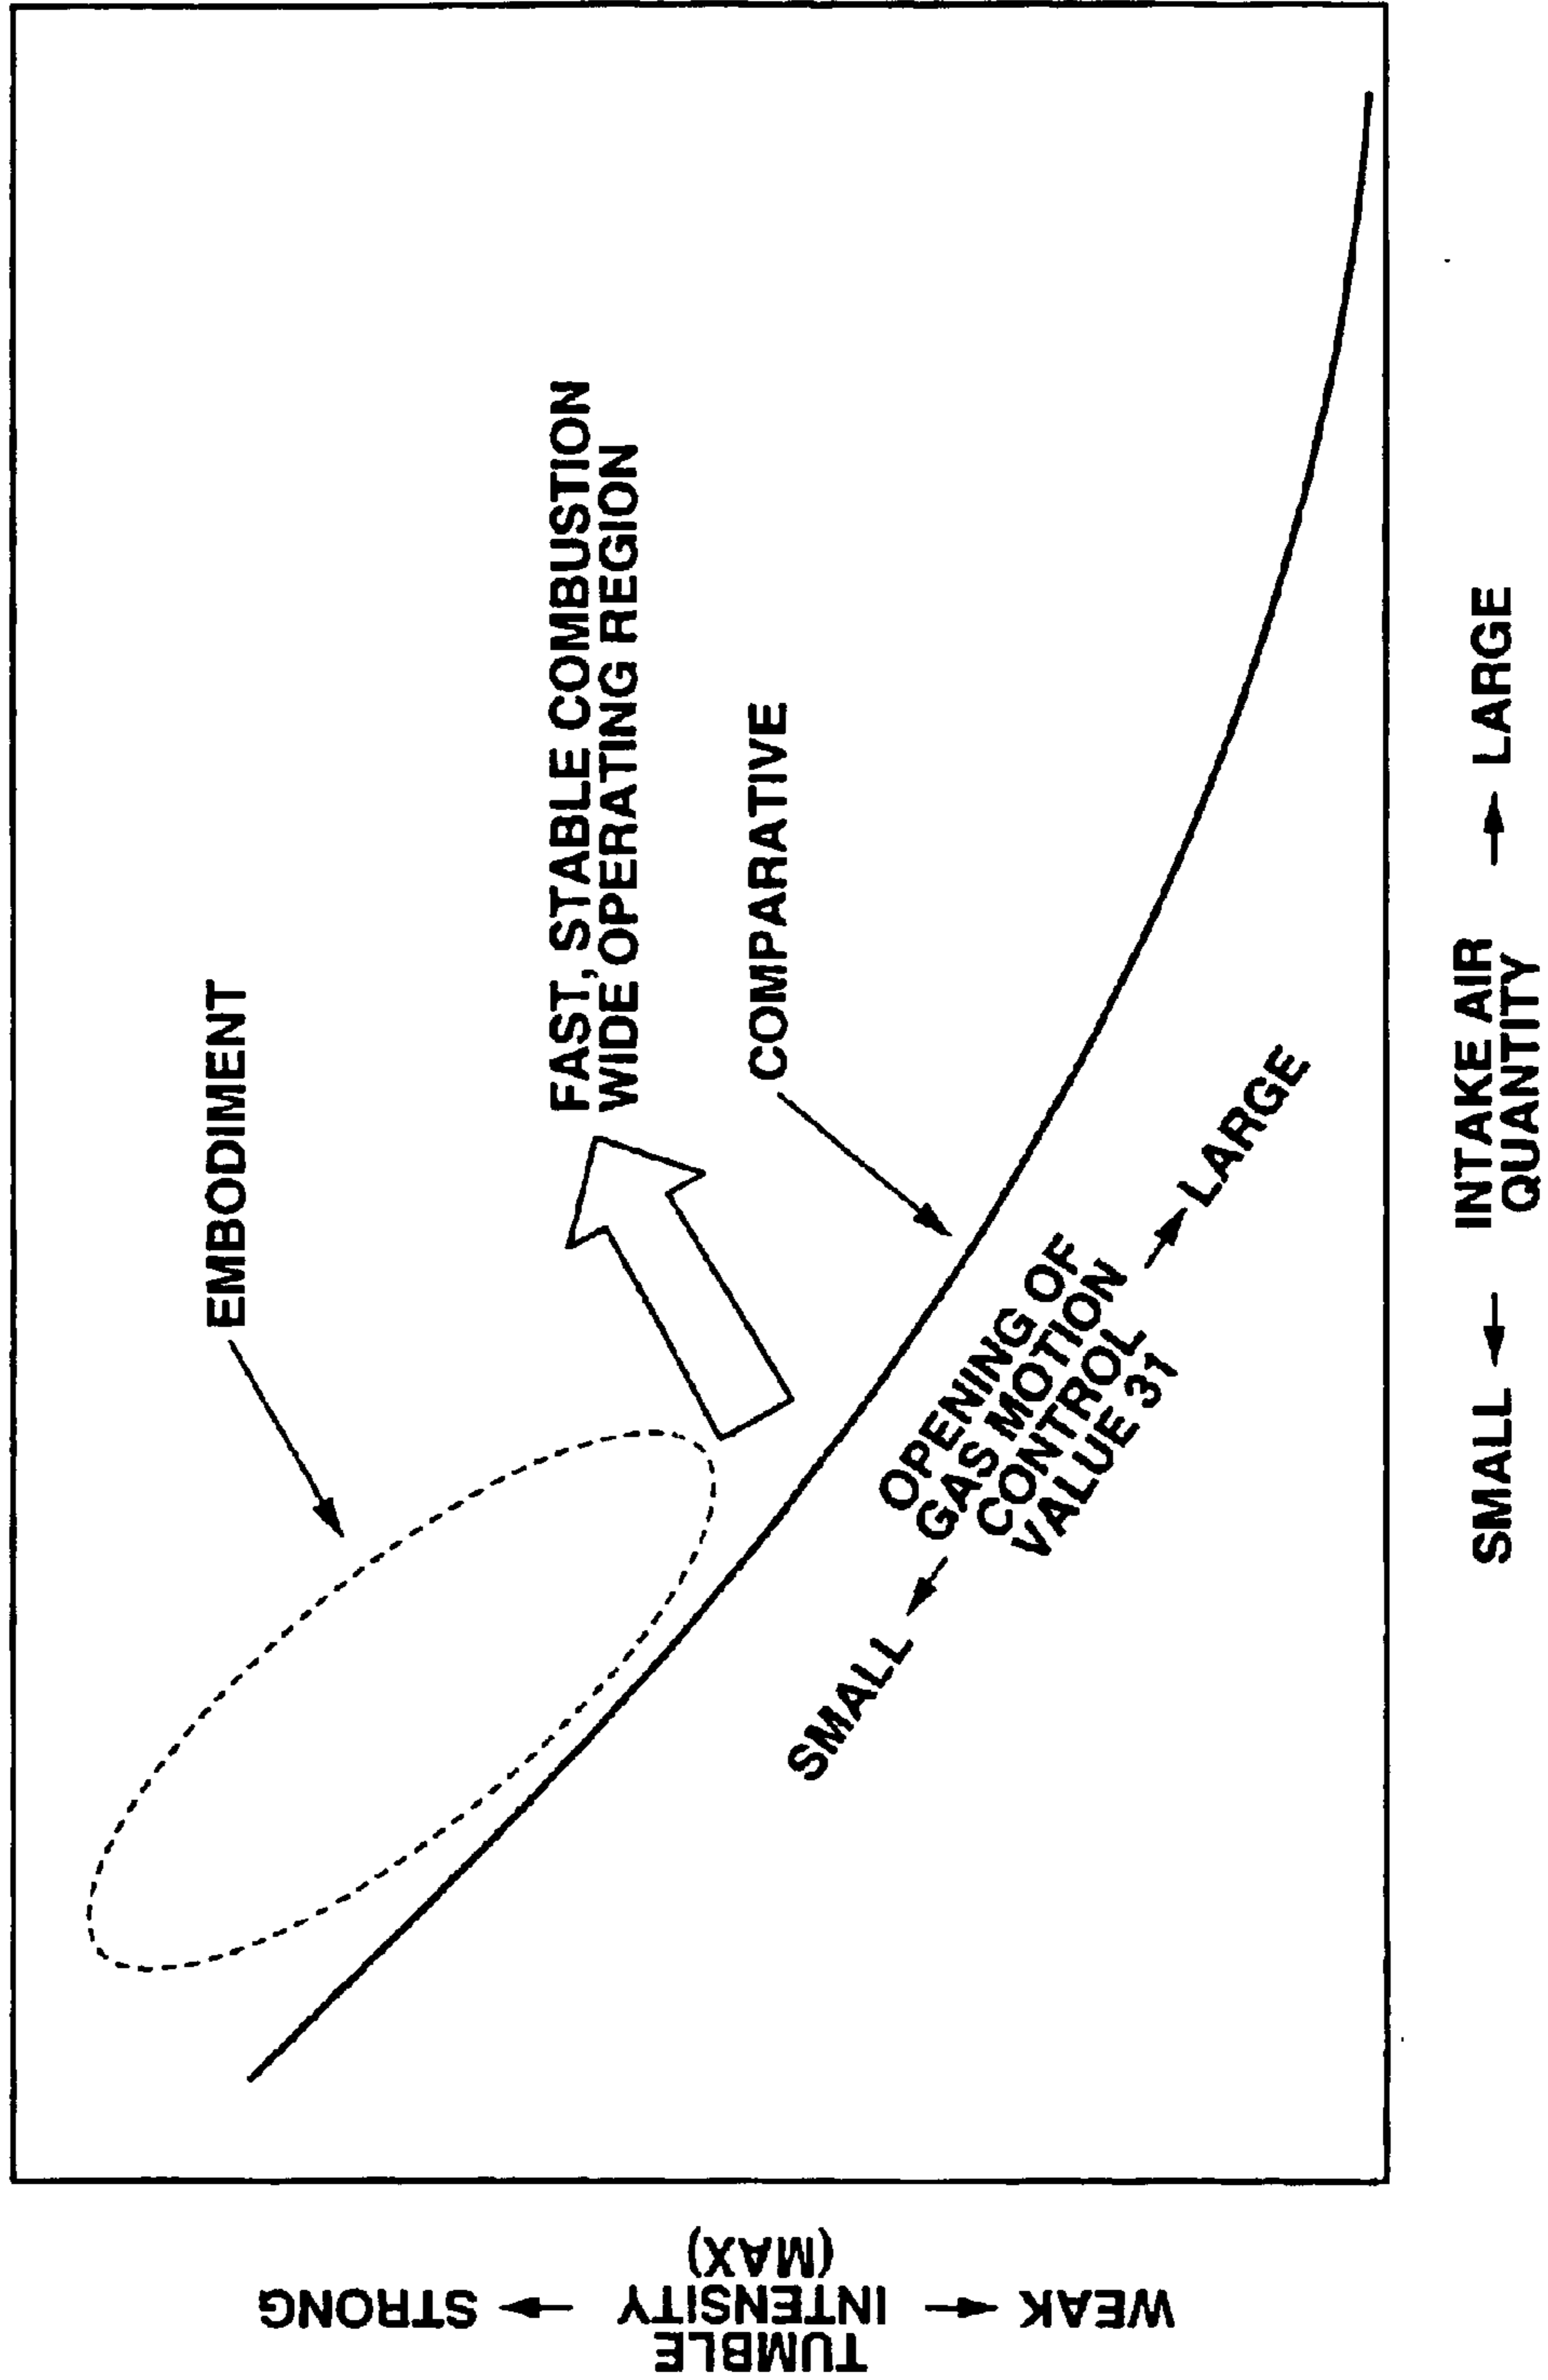 EMBODIMENT
FAST, STABLE COMBUSTION
WIDE OPERATING REGION
COMPARATIVE
SMALL
OPENING OF
GAS MOTION
CONTROL
VALUE 31
LARGE
STRONG
TUMBLE
INTENSITY
(MAX)
WEAK
SMALL
INTAKE AIR
QUANTITY
LARGE